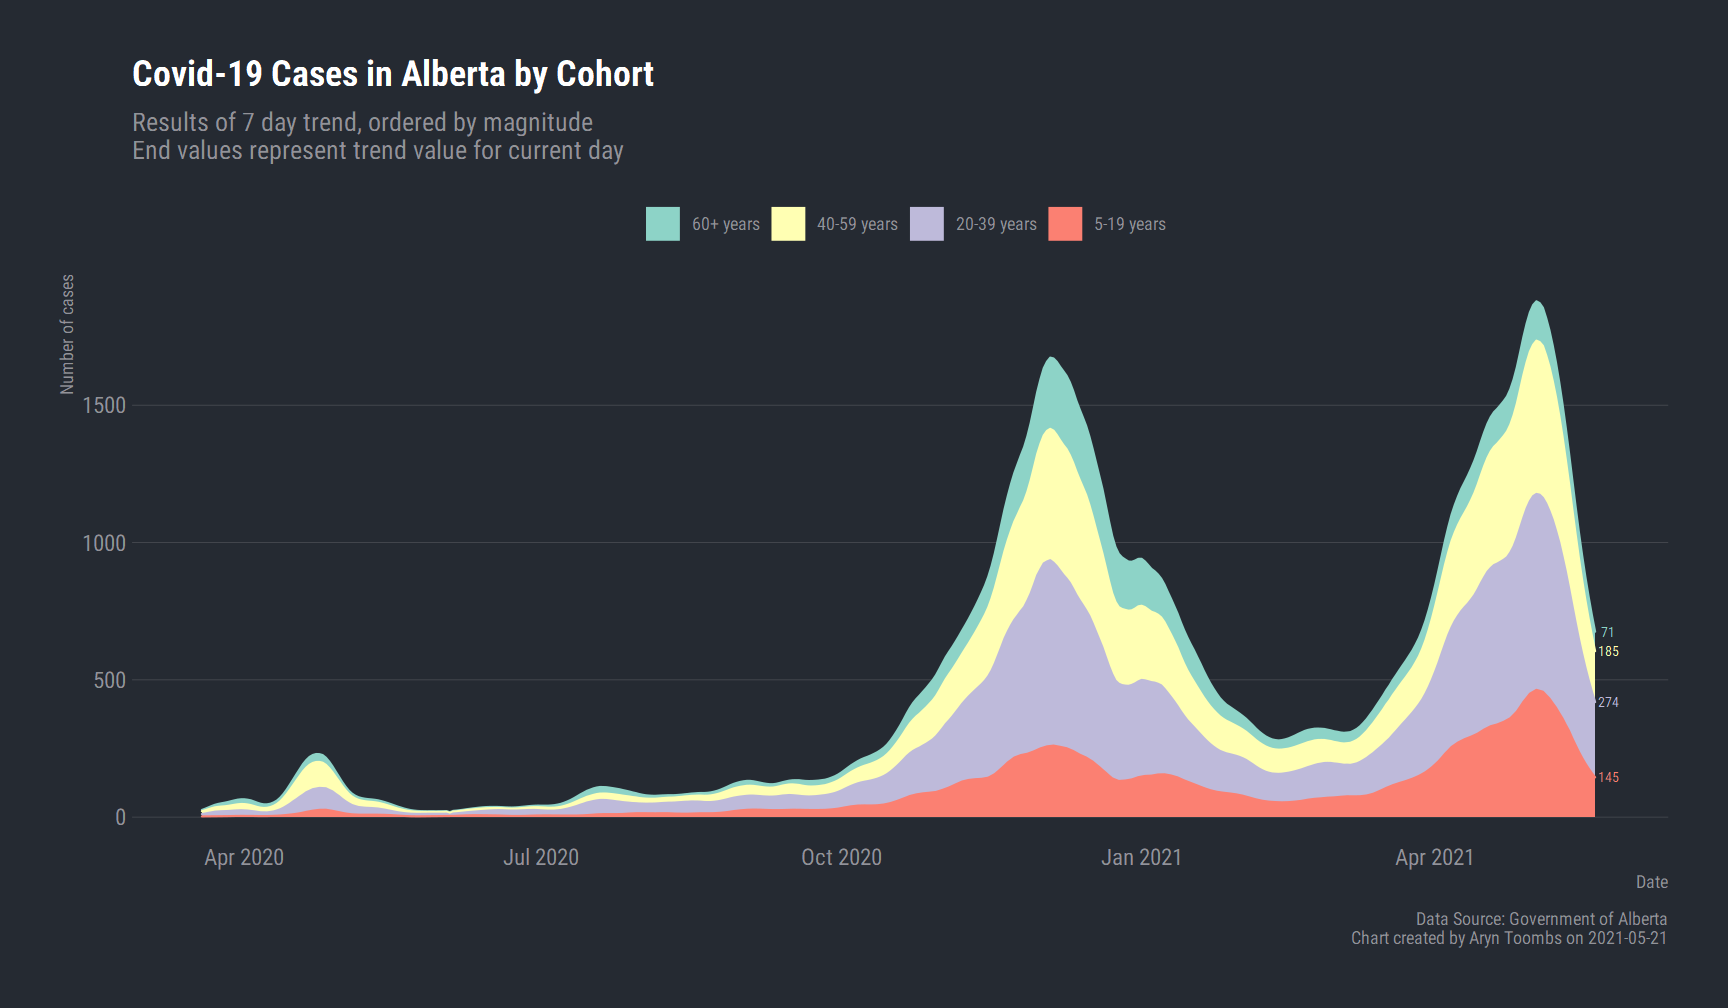 Covid-19 Cases in Alberta by Cohort
Results of 7 day trend, ordered by magnitude
End values represent trend value for current day
60+ years
40-59 years
20-39 years
5-19 years
Number of cases
1500
1000
500
0
71
185
274
145
Apr 2020
Jul 2020
Oct 2020
Jan 2021
Apr 2021
Date
Data Source: Government of Alberta
Chart created by Aryn Toombs on 2021-05-21